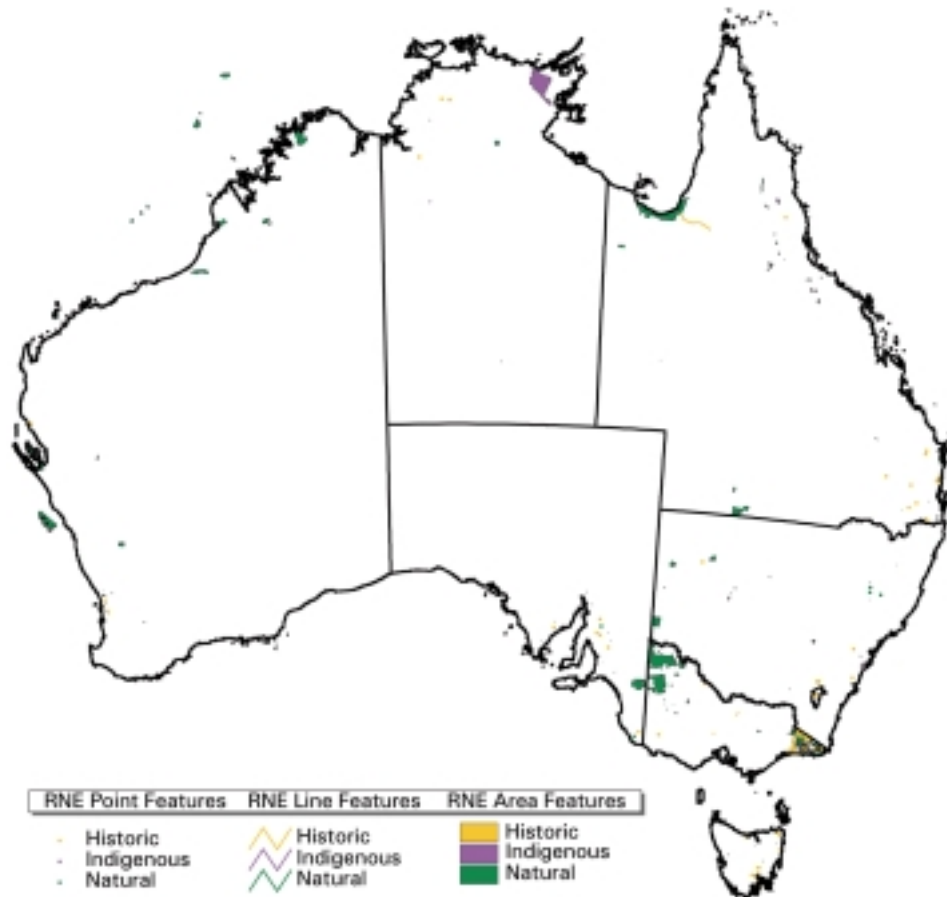 RNE Point Features RNE Line Features RNE Area Features
Historic Historic Historic
Indigenous Indigenous Indigenous
Natural Natural Natural